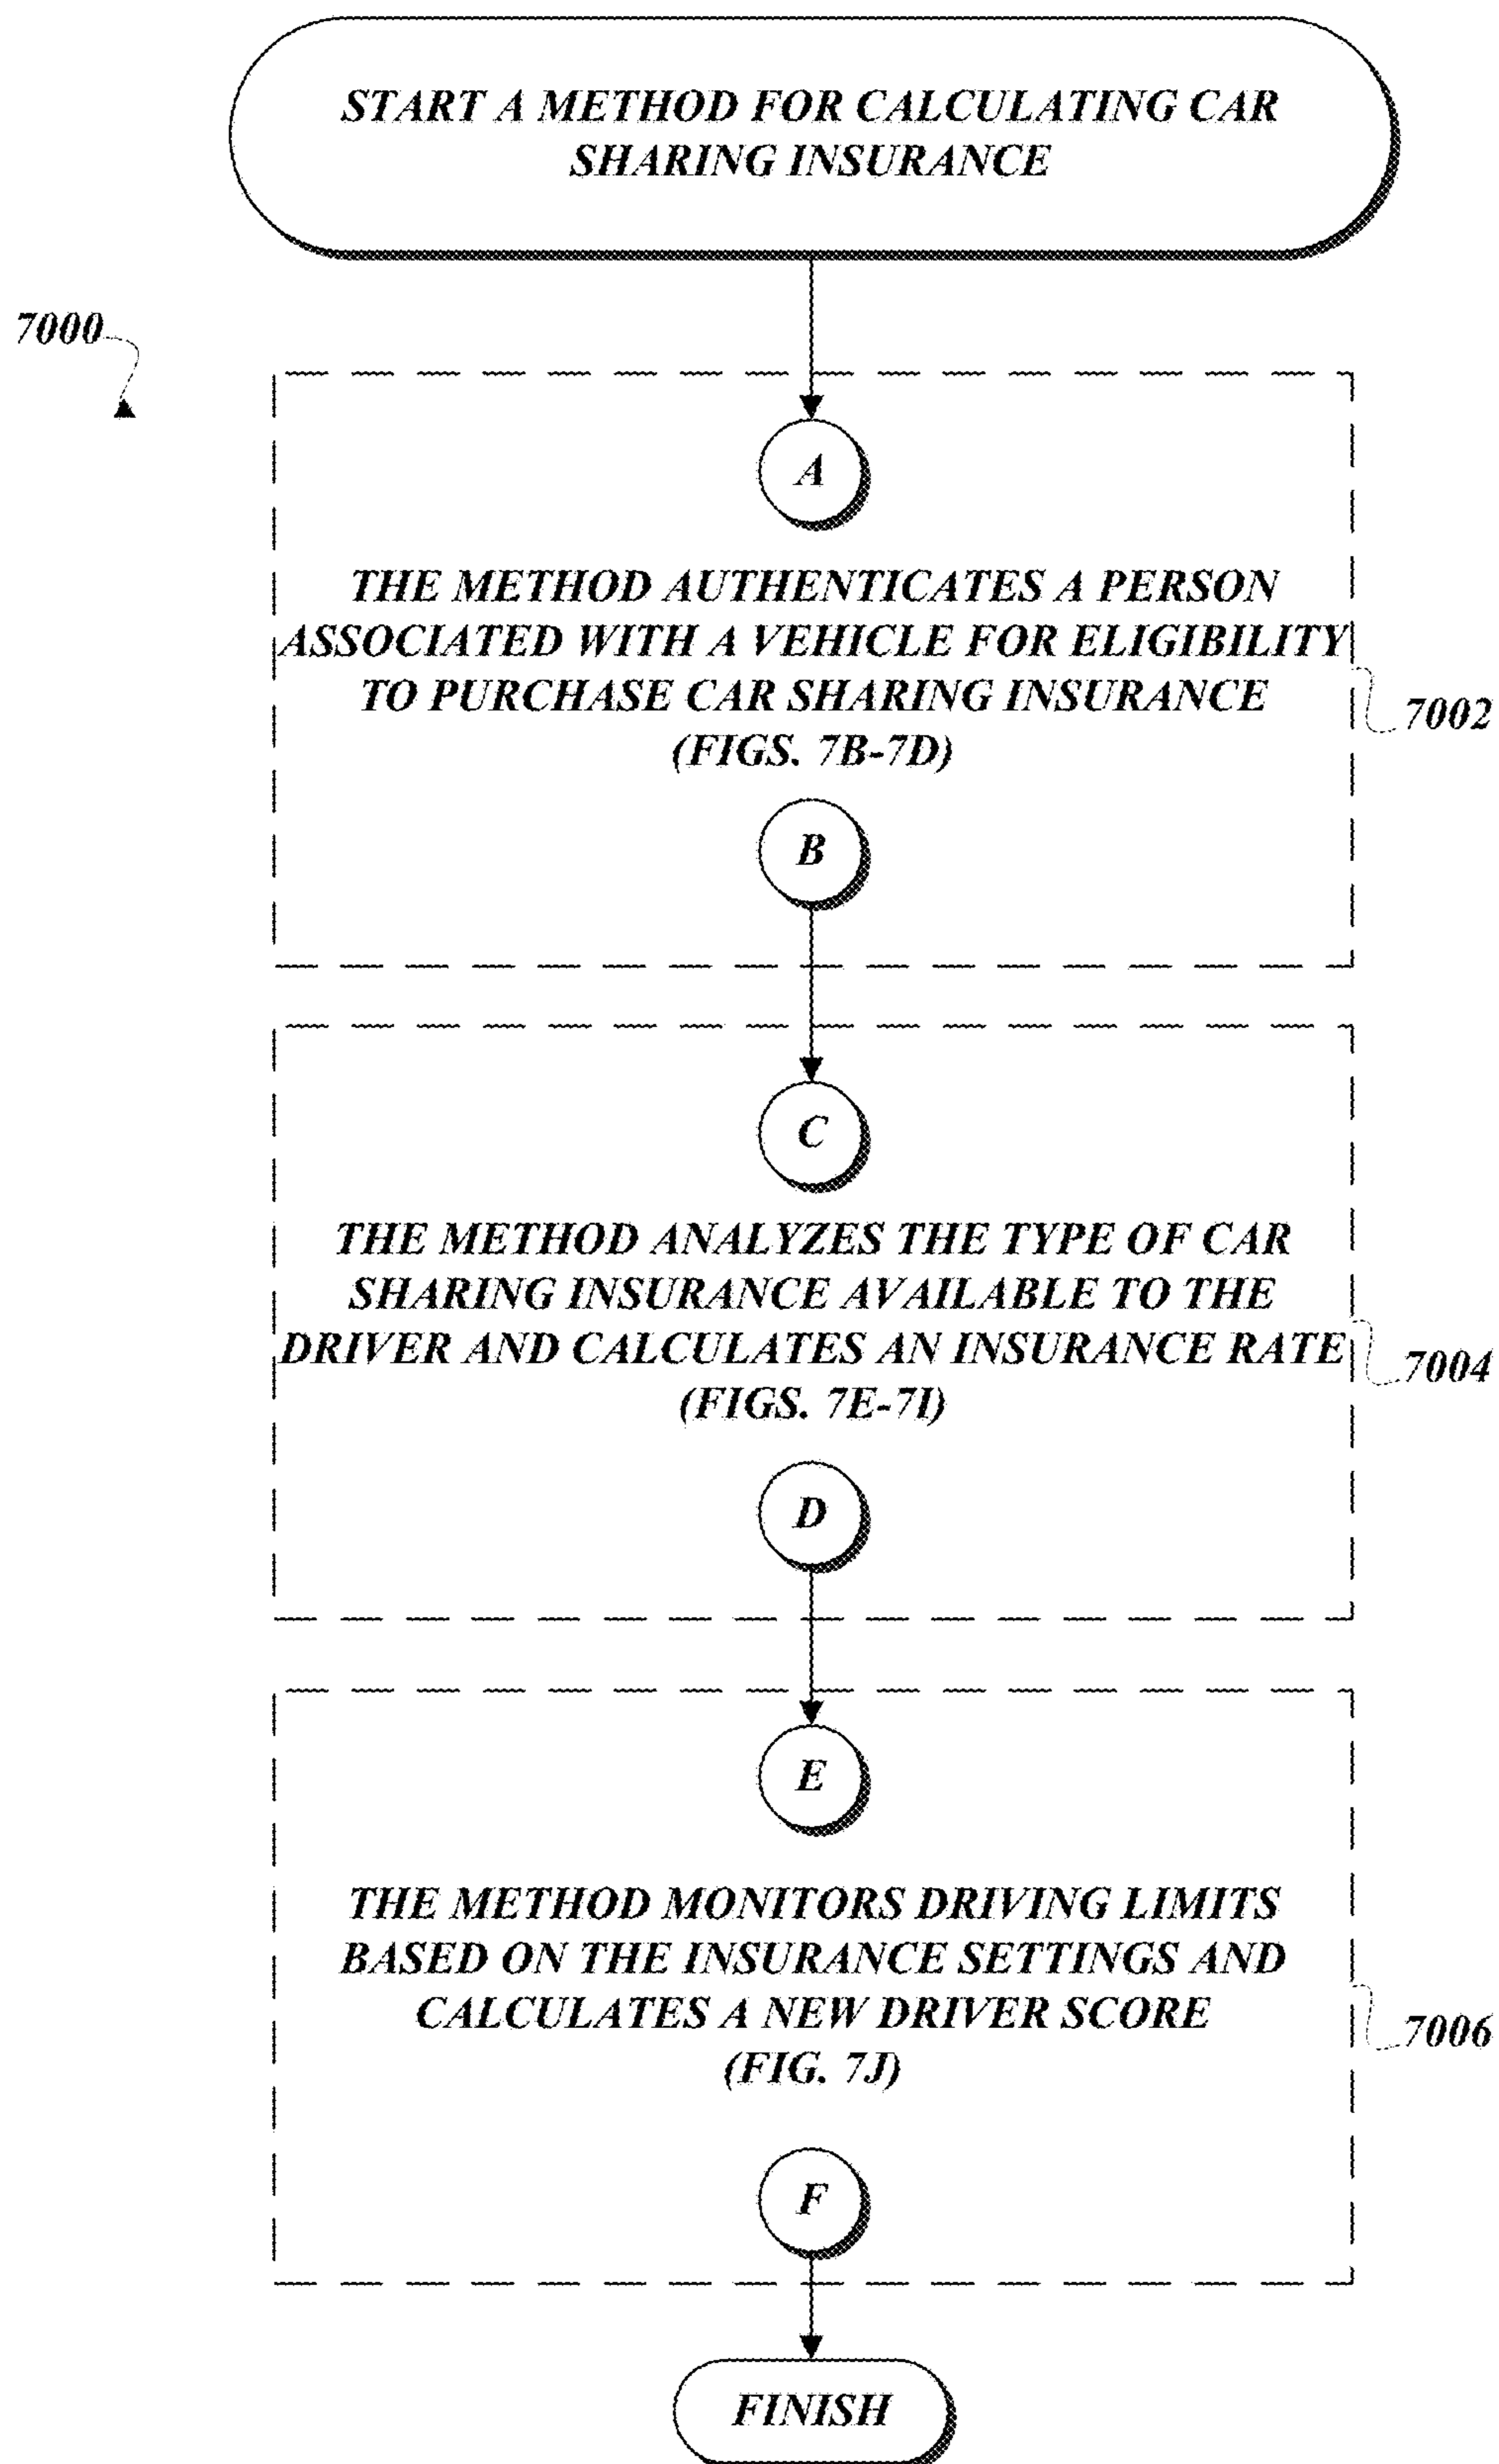 START A METHOD FOR CALCULATING CAR
SHARING INSURANCE
7000
A
THE METHOD AUTHENTICATES A PERSON
ASSOCIATED WITH A VEHICLE FOR ELIGIBILITY
TO PURCHASE CAR SHARING INSURANCE
(FIGS. 7B-7D)
7002
B
C
THE METHOD ANALYZES THE TYPE OF CAR
SHARING INSURANCE AVAILABLE TO THE
DRIVER AND CALCULATES AN INSURANCE RATE
(FIGS. 7E-7I)
7004
D
E
THE METHOD MONITORS DRIVING LIMITS
BASED ON THE INSURANCE SETTINGS AND
CALCULATES A NEW DRIVER SCORE
(FIG. 7J)
7006
F
FINISH